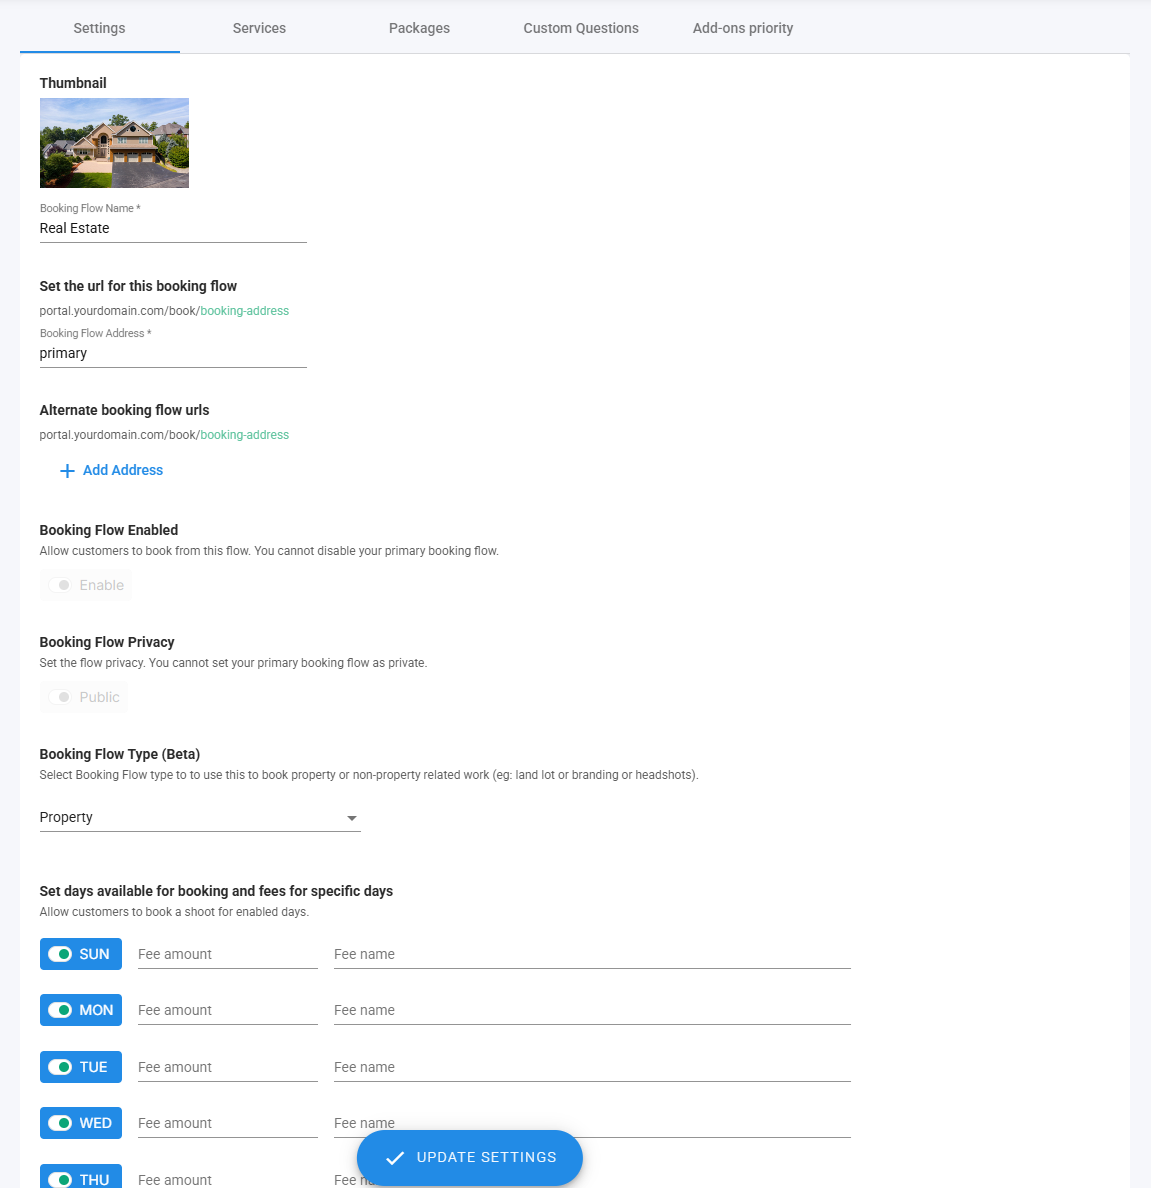 Settings
Services
Packages
Custom Questions
Add-ons priority
Thumbnail
Booking Flow Name *
Real Estate
Set the url for this booking flow
portal.yourdomain.com/book/booking-address
Booking Flow Address *
primary
Alternate booking flow urls
portal.yourdomain.com/book/booking-address
Add Address
Booking Flow Enabled
Allow customers to book from this flow. You cannot disable your primary booking flow.
Enable
Booking Flow Privacy
Set the flow privacy. You cannot set your primary booking flow as private.
Public
Booking Flow Type (Beta)
Select Booking Flow type to to use this to book property or non-property related work (eg: land lot or branding or headshots).
Property
Set days available for booking and fees for specific days
Allow customers to book a shoot for enabled days.
SUN Fee amount Fee name
MON Fee amount Fee name
TUE Fee amount Fee name
WED Fee amount Fee name
UPDATE SETTINGS
THU Fee amount Fee